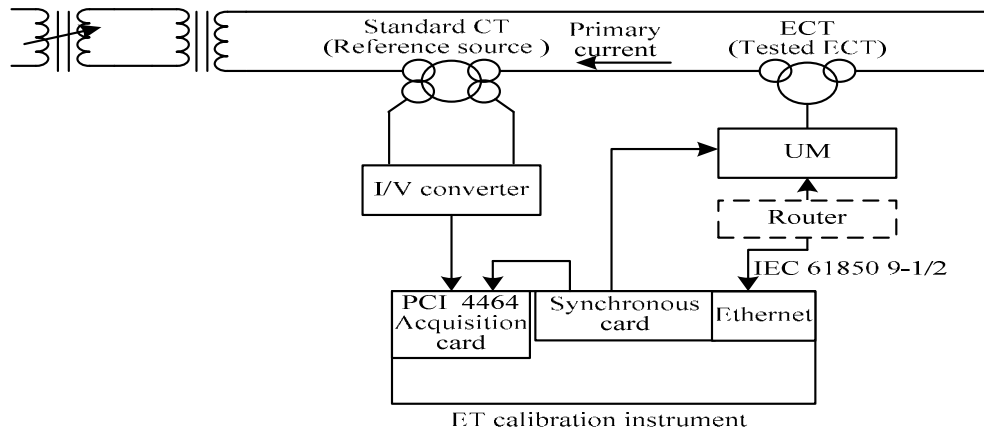 Standard CT
(Reference source )
Primary
current
ECT
(Tested ECT)
UM
I/V converter
Router
IEC 61850 9-1/2
PCI 4464
Acquisition
card
Synchronous
card
Ethernet
ET calibration instrument